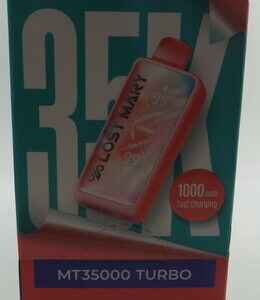 35K
LOST MARY
1000 mAh
fast charging
MT35000 TURBO